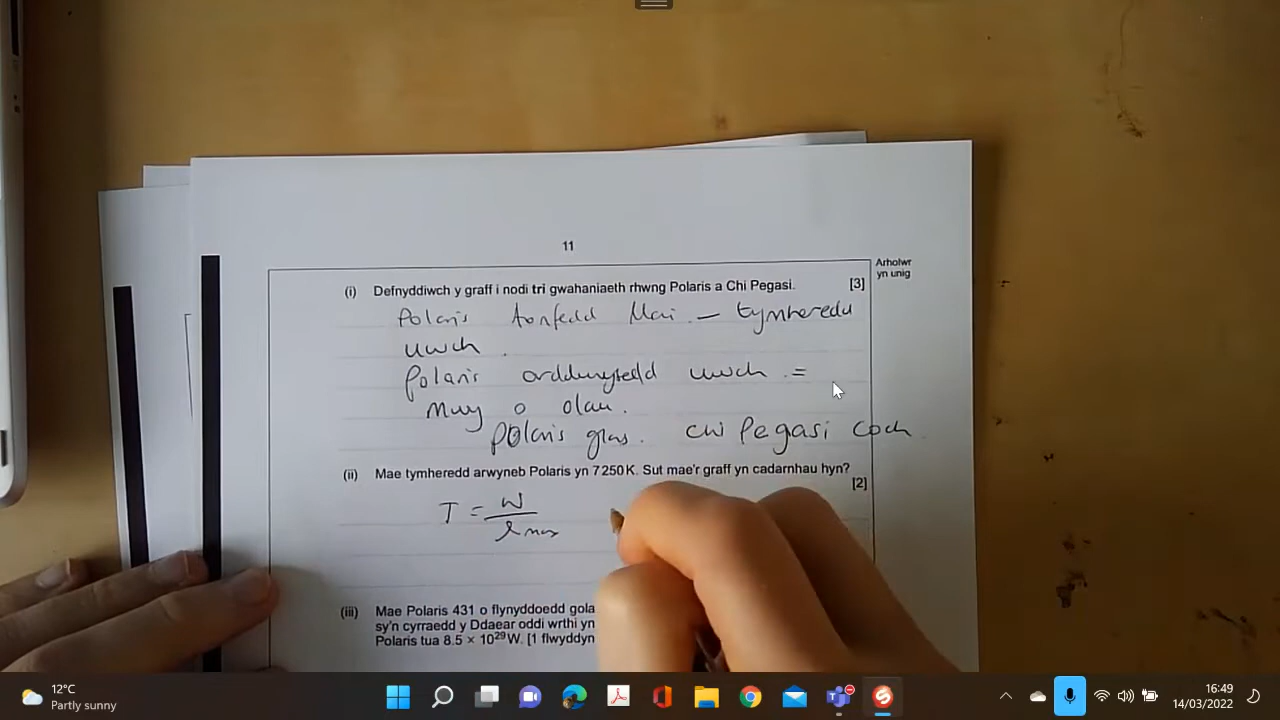 11
Arholwr
yn unig
(i) Defnyddiwch y graff i nodi tri gwahaniaeth rhwng Polaris a Chi Pegasi. [3]
Polaris Tonfedd Mai — tymheredd
uwch.
Polaris arddwysedd uwch =
mwy o olau.
Polaris glas. Chi Pegasi coch
(ii) Mae tymheredd arwyneb Polaris yn 7250 K. Sut mae'r graff yn cadarnhau hyn?
[2]
T = W
λmax
(iii) Mae Polaris 431 o flynyddoedd gola
sy'n cyrraedd y Ddaear oddi wrthi yn
Polaris tua 8.5 × 10²⁹ W. [1 flwyddyn
12°C
Partly sunny
16:49
14/03/2022